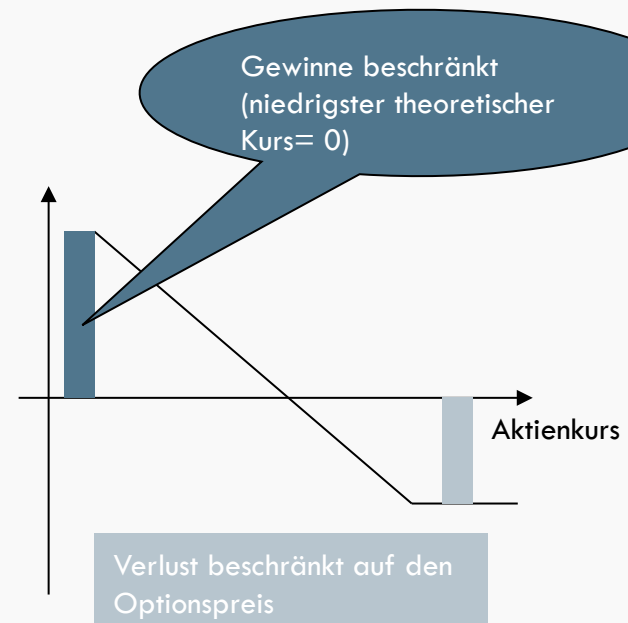 Gewinne beschränkt
(niedrigster theoretischer
Kurs= 0)
Aktienkurs
Verlust beschränkt auf den
Optionspreis